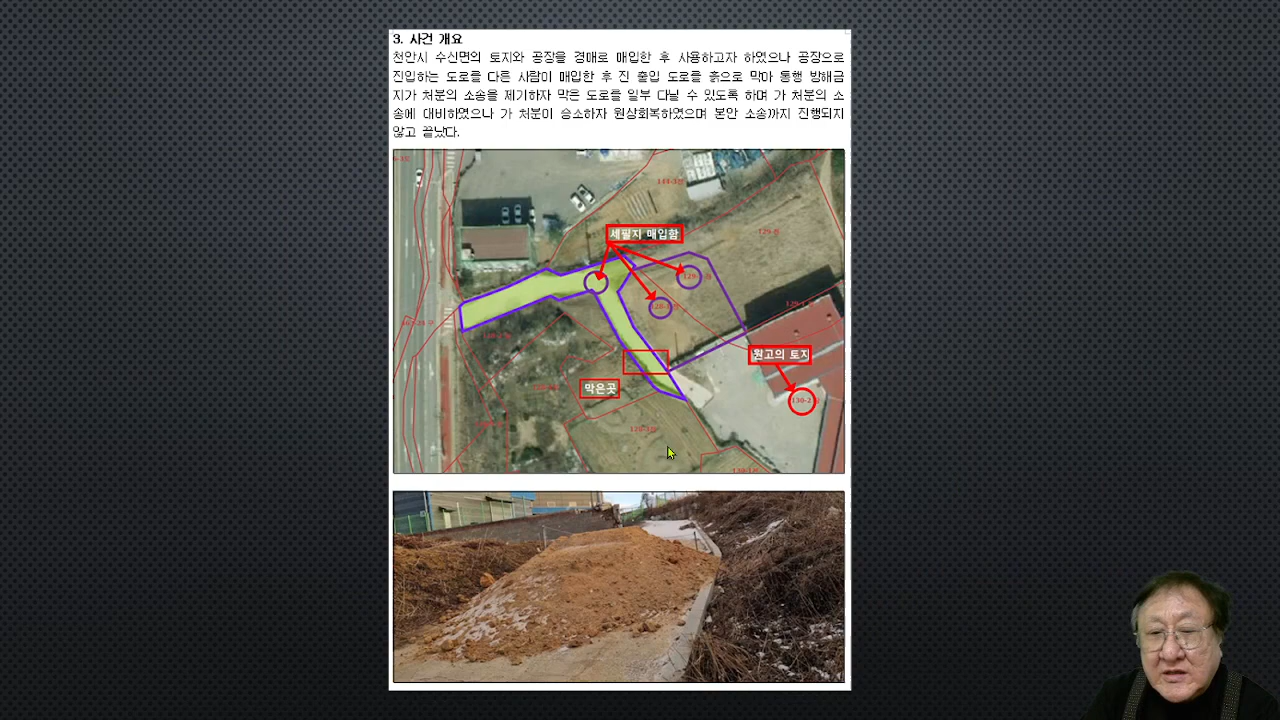 3. 사건 개요
천안시 수신면의 토지와 공장을 경매로 매입한 후 사용하고자 하였으나 공장으로
진입하는 도로를 다른 사람이 매입한 후 진 출입 도로를 흙으로 막아 통행 방해금
지가 처분의 소송을 제기하자 막은 도로를 일부 다닐 수 있도록 하며 가 처분의 소
송에 대비하였으나 가 처분이 승소하자 원상회복하였으며 본안 소송까지 진행되지
않고 끝났다.
세필지 매입함
원고의 토지
막은곳